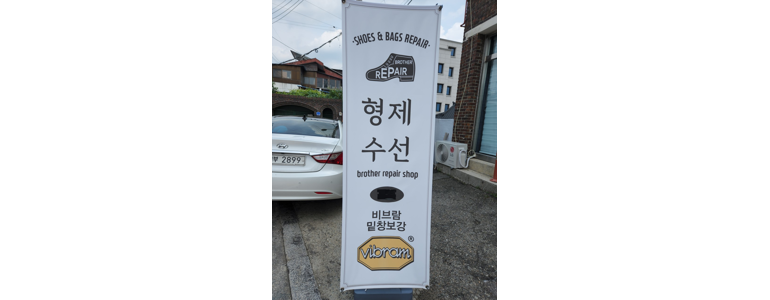 ·SHOES & BAGS REPAIR·
BROTHER
REPAIR
형제
수선
brother repair shop
비브람
밑창보강
vibram®
2899